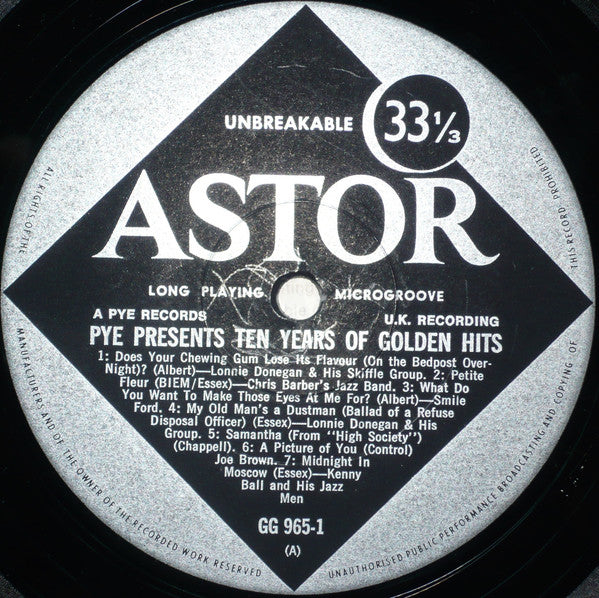 UNBREAKABLE
33 1/3
ASTOR
LONG PLAYING MICROGROOVE
A PYE RECORDS U.K. RECORDING
PYE PRESENTS TEN YEARS OF GOLDEN HITS
1: Does Your Chewing Gum Lose Its Flavour (On the Bedpost Over-
Night)? (Albert)—Lonnie Donegan & His Skiffle Group. 2: Petite
Fleur (BIEM/Essex)—Chris Barber's Jazz Band. 3: What Do
You Want To Make Those Eyes At Me For? (Albert)—Smile
Ford. 4: My Old Man's a Dustman (Ballad of a Refuse
Disposal Officer) (Essex)—Lonnie Donegan & His
Group. 5: Samantha (From "High Society")
(Chappell). 6: A Picture of You (Control)
Joe Brown. 7: Midnight In
Moscow (Essex)—Kenny
Ball and His Jazz
Men
GG 965-1
(A)
ALL RIGHTS OF THE
MANUFACTURERS AND OF THE OWNER OF THE RECORDED WORK RESERVED
UNAUTHORISED PUBLIC PERFORMANCE BROADCASTING AND COPYING OF
THIS RECORD PROHIBITED